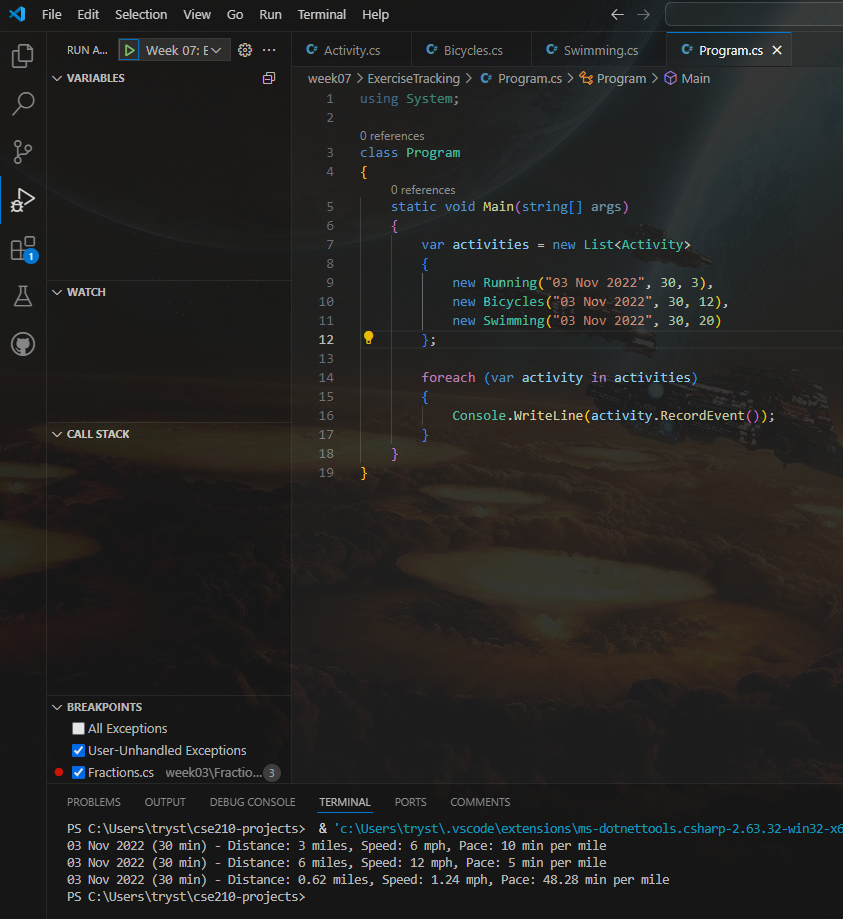 File Edit Selection View Go Run Terminal Help
RUN A... Week 07: E
Activity.cs Bicycles.cs Swimming.cs Program.cs
VARIABLES
week07 > ExerciseTracking > Program.cs > Program > Main
1 using System;
2
0 references
3 class Program
4 {
0 references
5 static void Main(string[] args)
6 {
7 var activities = new List<Activity>
8 {
9 new Running("03 Nov 2022", 30, 3),
10 new Bicycles("03 Nov 2022", 30, 12),
11 new Swimming("03 Nov 2022", 30, 20)
12 };
13
14 foreach (var activity in activities)
15 {
16 Console.WriteLine(activity.RecordEvent());
17 }
18 }
19 }
1
WATCH
CALL STACK
BREAKPOINTS
All Exceptions
User-Unhandled Exceptions
Fractions.cs week03\Fractio... 3
PROBLEMS OUTPUT DEBUG CONSOLE TERMINAL PORTS COMMENTS
PS C:\Users\tryst\cse210-projects> & 'c:\Users\tryst\.vscode\extensions\ms-dotnettools.csharp-2.63.32-win32-x6
03 Nov 2022 (30 min) - Distance: 3 miles, Speed: 6 mph, Pace: 10 min per mile
03 Nov 2022 (30 min) - Distance: 6 miles, Speed: 12 mph, Pace: 5 min per mile
03 Nov 2022 (30 min) - Distance: 0.62 miles, Speed: 1.24 mph, Pace: 48.28 min per mile
PS C:\Users\tryst\cse210-projects>